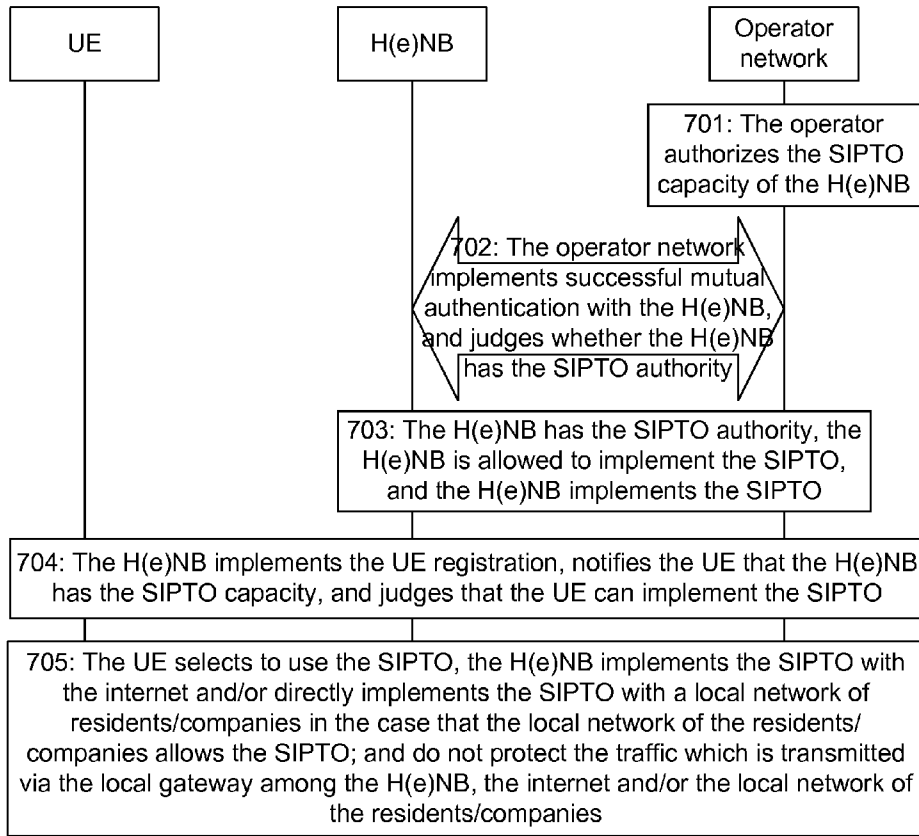 UE
H(e)NB
Operator
network
701: The operator
authorizes the SIPTO
capacity of the H(e)NB
702: The operator network
implements successful mutual
authentication with the H(e)NB,
and judges whether the H(e)NB
has the SIPTO authority
703: The H(e)NB has the SIPTO authority, the
H(e)NB is allowed to implement the SIPTO,
and the H(e)NB implements the SIPTO
704: The H(e)NB implements the UE registration, notifies the UE that the H(e)NB
has the SIPTO capacity, and judges that the UE can implement the SIPTO
705: The UE selects to use the SIPTO, the H(e)NB implements the SIPTO with
the internet and/or directly implements the SIPTO with a local network of
residents/companies in the case that the local network of the residents/
companies allows the SIPTO; and do not protect the traffic which is transmitted
via the local gateway among the H(e)NB, the internet and/or the local network of
the residents/companies